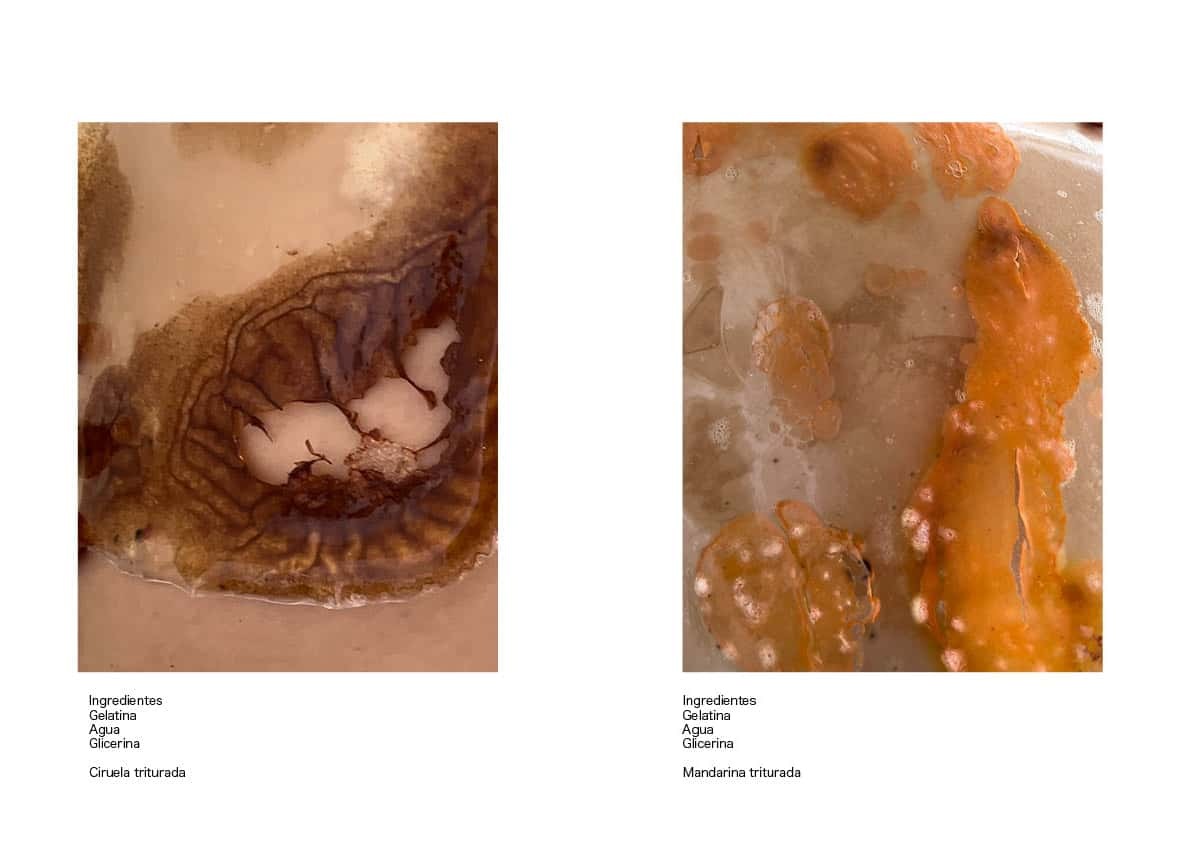 Ingredientes
Gelatina
Agua
Glicerina
Ciruela triturada
Ingredientes
Gelatina
Agua
Glicerina
Mandarina triturada